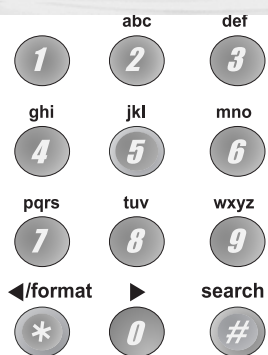 abc def
1 2 3
ghi jkl mno
4 5 6
pqrs tuv wxyz
7 8 9
◀/format ▶ search
* 0 #